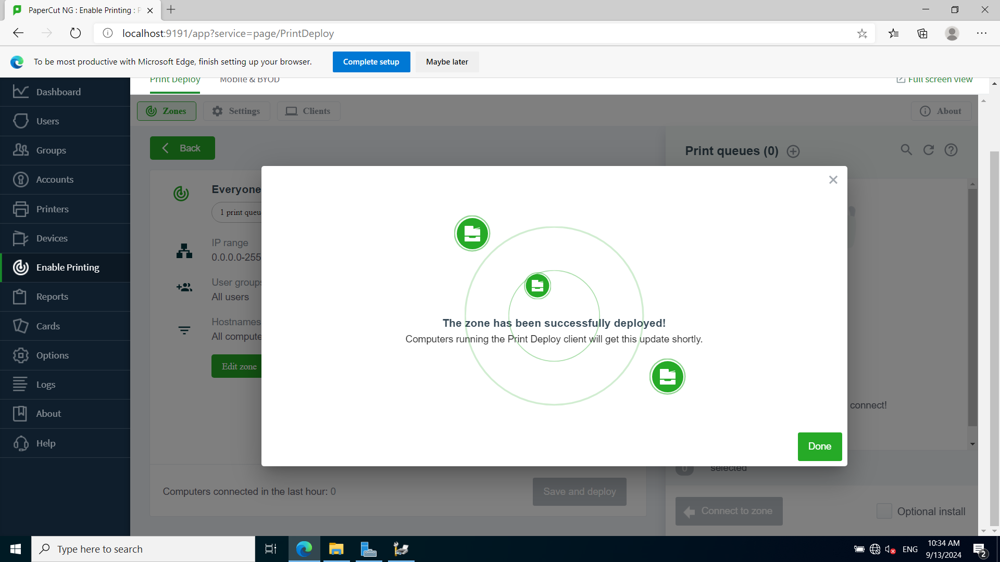 PaperCut NG : Enable Printing :
localhost:9191/app?service=page/PrintDeploy
To be most productive with Microsoft Edge, finish setting up your browser.
Complete setup
Maybe later
Print Deploy
Mobile & BYOD
Full screen view
Dashboard
Users
Groups
Accounts
Printers
Devices
Enable Printing
Reports
Cards
Options
Logs
About
Help
Zones
Settings
Clients
About
Back
Print queues (0)
Everyone
1 print queu
IP range
0.0.0.0-255
User groups
All users
Hostnames
All compute
Edit zone
The zone has been successfully deployed!
Computers running the Print Deploy client will get this update shortly.
Done
connect!
0 selected
Computers connected in the last hour: 0
Save and deploy
Connect to zone
Optional install
Type here to search
ENG
10:34 AM
9/13/2024
2